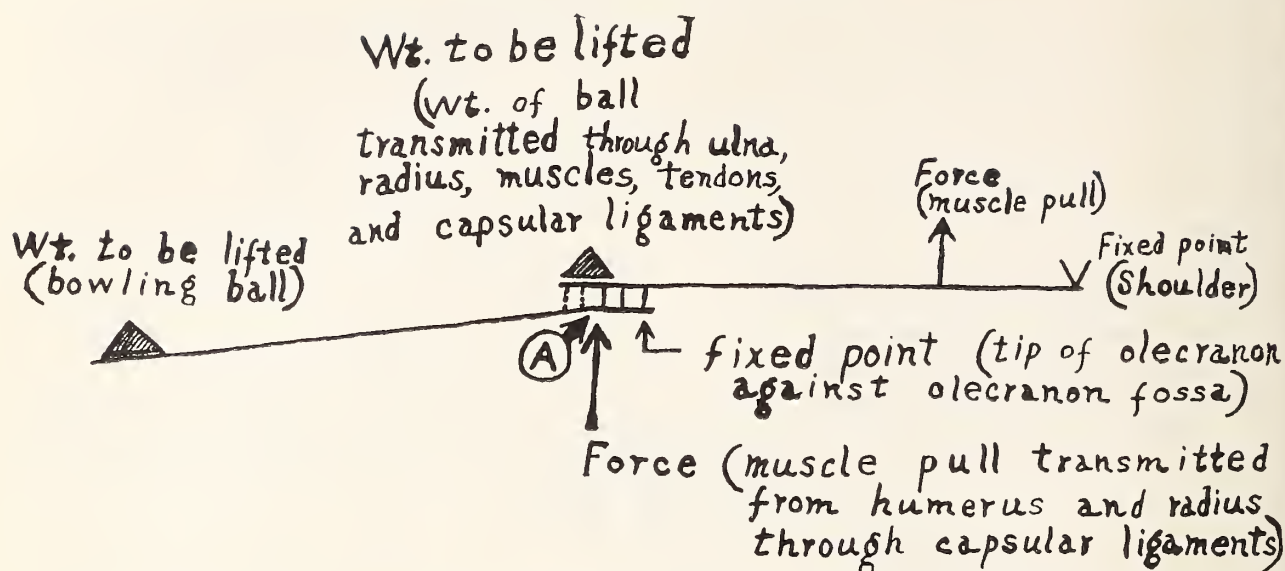 Wt. to be lifted
(wt. of ball
transmitted through ulna,
radius, muscles, tendons,
and capsular ligaments)
Wt. to be lifted
(bowling ball)
Force
(muscle pull)
Fixed point
(Shoulder)
A
fixed point (tip of olecranon
against olecranon fossa)
Force (muscle pull transmitted
from humerus and radius
through capsular ligaments)